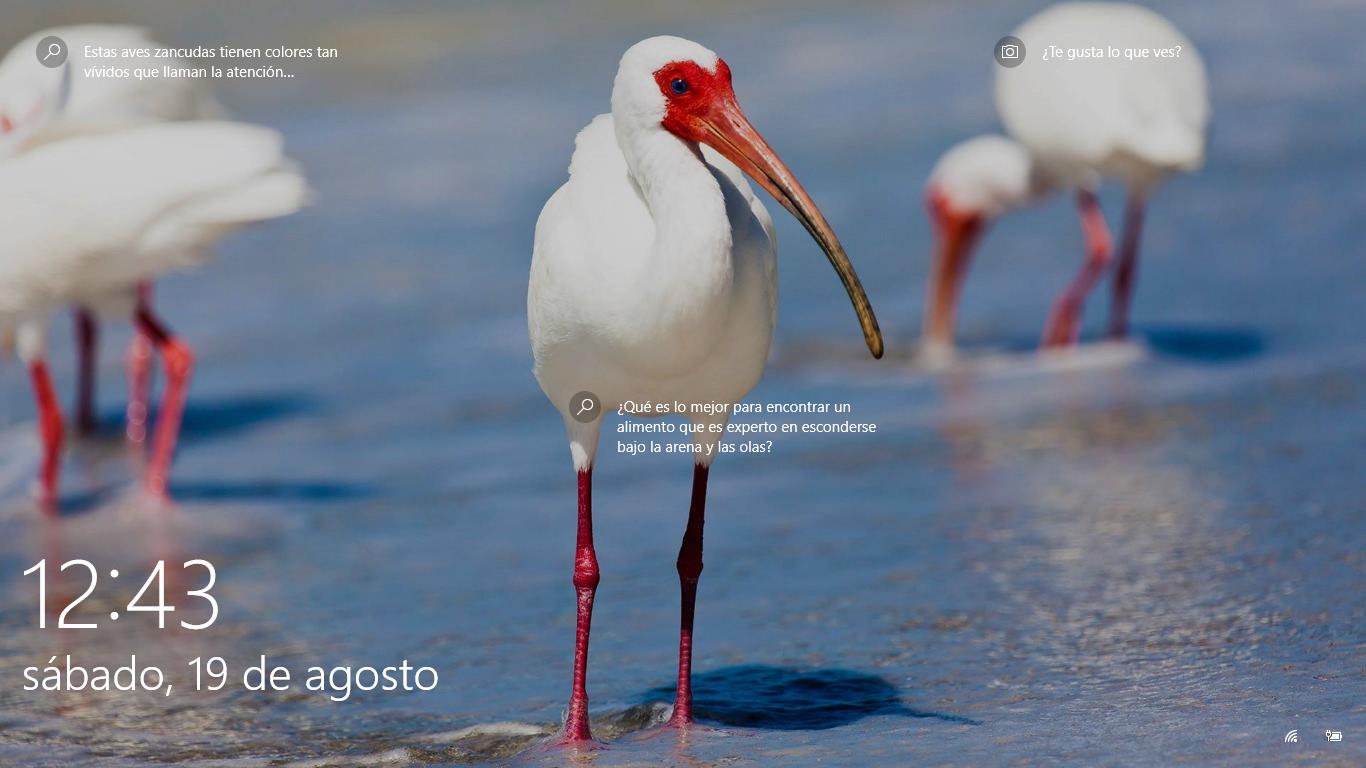 Estas aves zancudas tienen colores tan
vívidos que llaman la atención...
¿Te gusta lo que ves?
¿Qué es lo mejor para encontrar un
alimento que es experto en esconderse
bajo la arena y las olas?
12:43
sábado, 19 de agosto